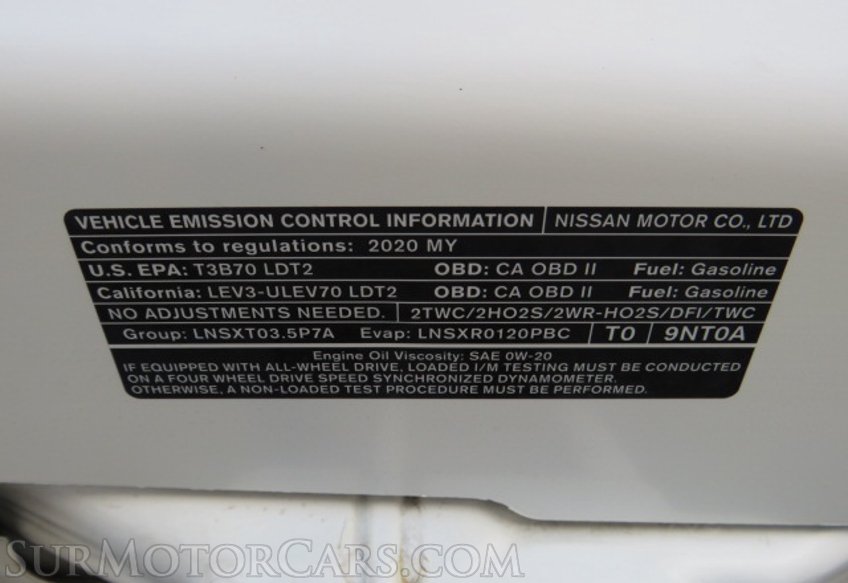 VEHICLE EMISSION CONTROL INFORMATION NISSAN MOTOR CO., LTD
Conforms to regulations: 2020 MY
U.S. EPA: T3B70 LDT2 OBD: CA OBD II Fuel: Gasoline
California: LEV3-ULEV70 LDT2 OBD: CA OBD II Fuel: Gasoline
NO ADJUSTMENTS NEEDED. 2TWC/2HO2S/2WR-HO2S/DFI/TWC
Group: LNSXT03.5P7A Evap: LNSXR0120PBC T0 9NT0A
Engine Oil Viscosity: SAE 0W-20
IF EQUIPPED WITH ALL-WHEEL DRIVE, LOADED I/M TESTING MUST BE CONDUCTED
ON A FOUR WHEEL DRIVE SPEED SYNCHRONIZED DYNAMOMETER.
OTHERWISE, A NON-LOADED TEST PROCEDURE MUST BE PERFORMED.
SurMotorCars.com